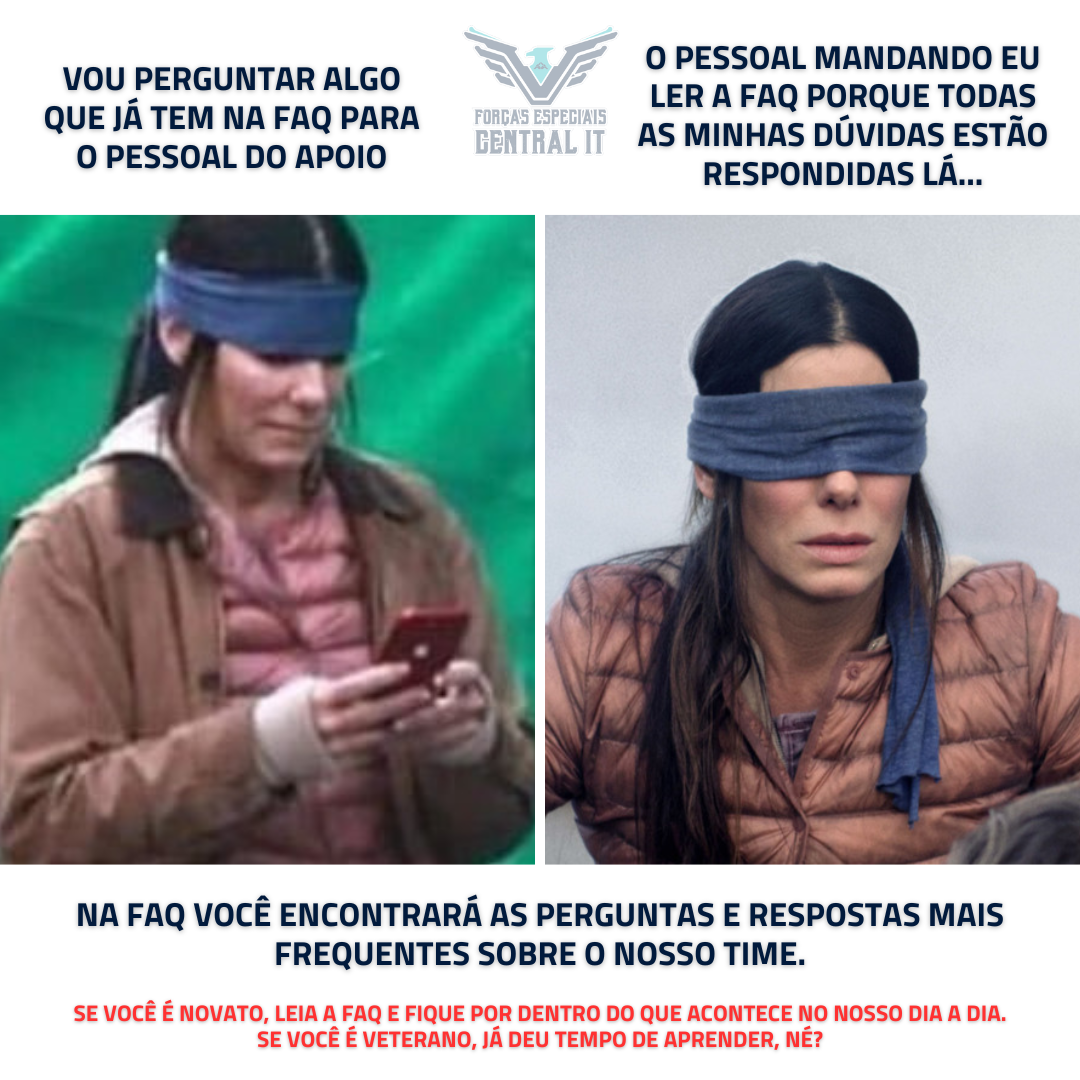 VOU PERGUNTAR ALGO
QUE JÁ TEM NA FAQ PARA
O PESSOAL DO APOIO
FORÇAS ESPECIAIS
CENTRAL IT
O PESSOAL MANDANDO EU
LER A FAQ PORQUE TODAS
AS MINHAS DÚVIDAS ESTÃO
RESPONDIDAS LÁ...
NA FAQ VOCÊ ENCONTRARÁ AS PERGUNTAS E RESPOSTAS MAIS
FREQUENTES SOBRE O NOSSO TIME.
SE VOCÊ É NOVATO, LEIA A FAQ E FIQUE POR DENTRO DO QUE ACONTECE NO NOSSO DIA A DIA.
SE VOCÊ É VETERANO, JÁ DEU TEMPO DE APRENDER, NÉ?